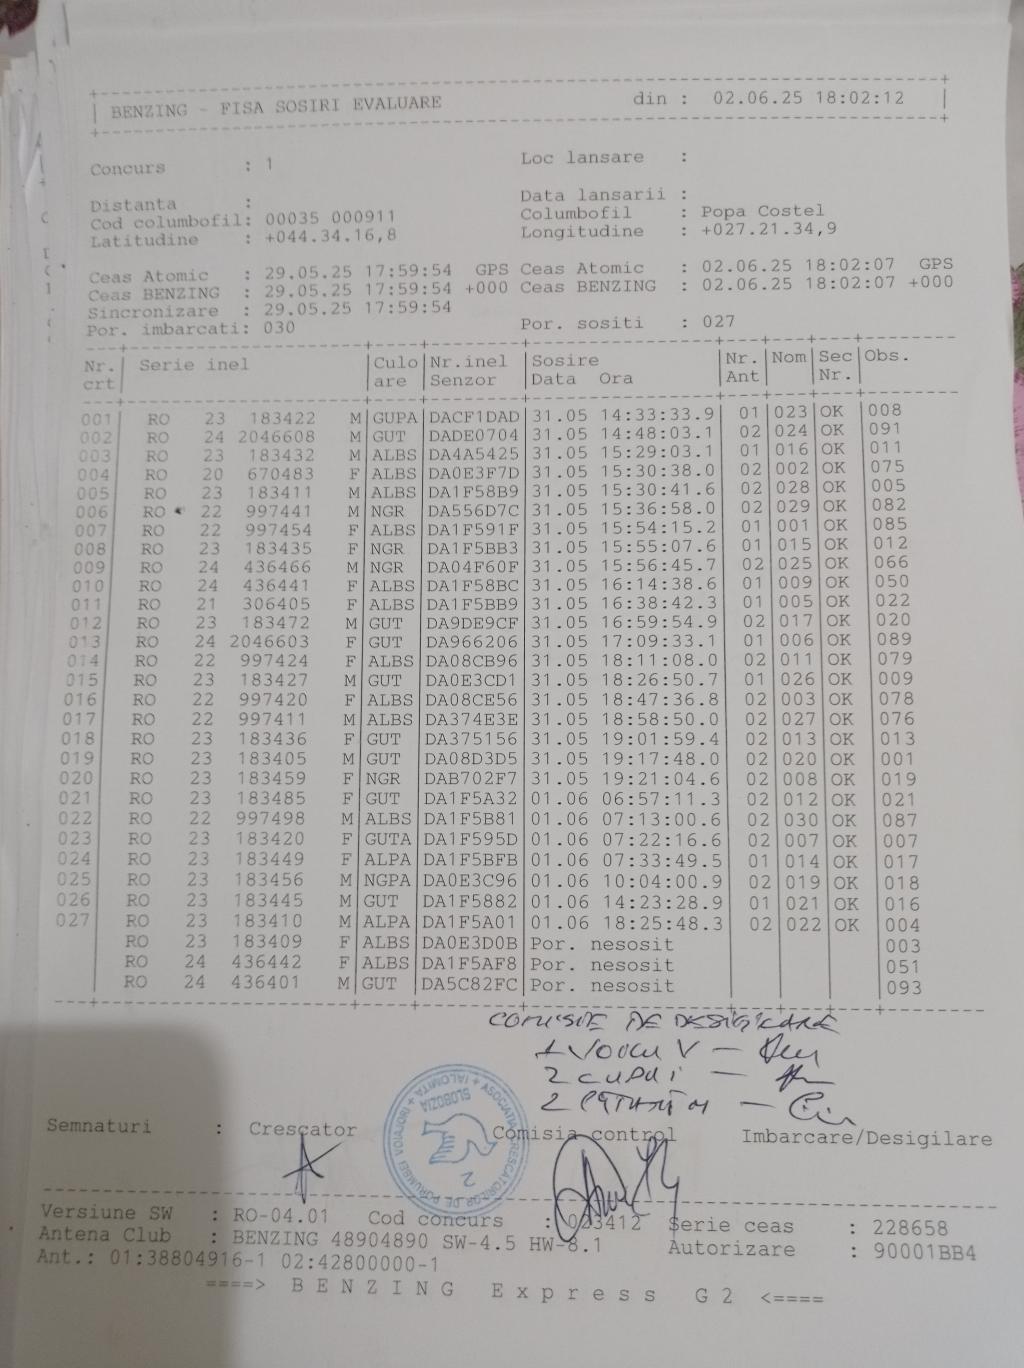 BENZING - FISA SOSIRI EVALUARE din : 02.06.25 18:02:12
Concurs : 1 Loc lansare :
Distanta : Data lansarii :
Cod columbofil: 00035 000911 Columbofil : Popa Costel
Latitudine : +044.34.16,8 Longitudine : +027.21.34,9
Ceas Atomic : 29.05.25 17:59:54 GPS Ceas Atomic : 02.06.25 18:02:07 GPS
Ceas BENZING : 29.05.25 17:59:54 +000 Ceas BENZING : 02.06.25 18:02:07 +000
Sincronizare : 29.05.25 17:59:54
Por. imbarcati: 030 Por. sositi : 027
Nr. Serie inel Culo Nr.inel Sosire Nr. Nom Sec Obs.
crt are Senzor Data Ora Ant Nr.
001 RO 23 183422 M GUPA DACF1DAD 31.05 14:33:33.9 01 023 OK 008
002 RO 24 2046608 M GUT DADE0704 31.05 14:48:03.1 02 024 OK 091
003 RO 23 183432 M ALBS DA4A5425 31.05 15:29:03.1 01 016 OK 011
004 RO 20 670483 F ALBS DA0E3F7D 31.05 15:30:38.0 02 002 OK 075
005 RO 23 183411 M ALBS DA1F58B9 31.05 15:30:41.6 02 028 OK 005
006 RO 22 997441 M NGR DA556D7C 31.05 15:36:58.0 02 029 OK 082
007 RO 22 997454 F ALBS DA1F591F 31.05 15:54:15.2 01 001 OK 085
008 RO 23 183435 F NGR DA1F5BB3 31.05 15:55:07.6 01 015 OK 012
009 RO 24 436466 M NGR DA04F60F 31.05 15:56:45.7 02 025 OK 066
010 RO 24 436441 F ALBS DA1F58BC 31.05 16:14:38.6 01 009 OK 050
011 RO 21 306405 F ALBS DA1F5BB9 31.05 16:38:42.3 01 005 OK 022
012 RO 23 183472 M GUT DA9DE9CF 31.05 16:59:54.9 02 017 OK 020
013 RO 24 2046603 F GUT DA966206 31.05 17:09:33.1 01 006 OK 089
014 RO 22 997424 F ALBS DA08CB96 31.05 18:11:08.0 02 011 OK 079
015 RO 23 183427 M GUT DA0E3CD1 31.05 18:26:50.7 01 026 OK 009
016 RO 22 997420 F ALBS DA08CE56 31.05 18:47:36.8 02 003 OK 078
017 RO 22 997411 M ALBS DA374E3E 31.05 18:58:50.0 02 027 OK 076
018 RO 23 183436 F GUT DA375156 31.05 19:01:59.4 02 013 OK 013
019 RO 23 183405 M GUT DA08D3D5 31.05 19:17:48.0 02 020 OK 001
020 RO 23 183459 F NGR DAB702F7 31.05 19:21:04.6 02 008 OK 019
021 RO 23 183485 F GUT DA1F5A32 01.06 06:57:11.3 02 012 OK 021
022 RO 22 997498 M ALBS DA1F5B81 01.06 07:13:00.6 02 030 OK 087
023 RO 23 183420 F GUTA DA1F595D 01.06 07:22:16.6 02 007 OK 007
024 RO 23 183449 F ALPA DA1F5BFB 01.06 07:33:49.5 01 014 OK 017
025 RO 23 183456 M NGPA DA0E3C96 01.06 10:04:00.9 02 019 OK 018
026 RO 23 183445 M GUT DA1F5882 01.06 14:23:28.9 01 021 OK 016
027 RO 23 183410 M ALPA DA1F5A01 01.06 18:25:48.3 02 022 OK 004
RO 23 183409 F ALBS DA0E3D0B Por. nesosit 003
RO 24 436442 F ALBS DA1F5AF8 Por. nesosit 051
RO 24 436401 M GUT DA5C82FC Por. nesosit 093
COMISIE DE DESIGILARE
1 VOICU V —
2
2
ASOCIATIA CRESCATORILOR DE PORUMBEI VOIAJORI + IALOMITA +
SLOBOZIA
2
Semnaturi : Crescator Comisia control Imbarcare/Desigilare
Versiune SW : RO-04.01 Cod concurs : 023412 Serie ceas : 228658
Antena Club : BENZING 48904890 SW-4.5 HW-8.1 Autorizare : 90001BB4
Ant.: 01:38804916-1 02:42800000-1
====> BENZING Express G2 <====